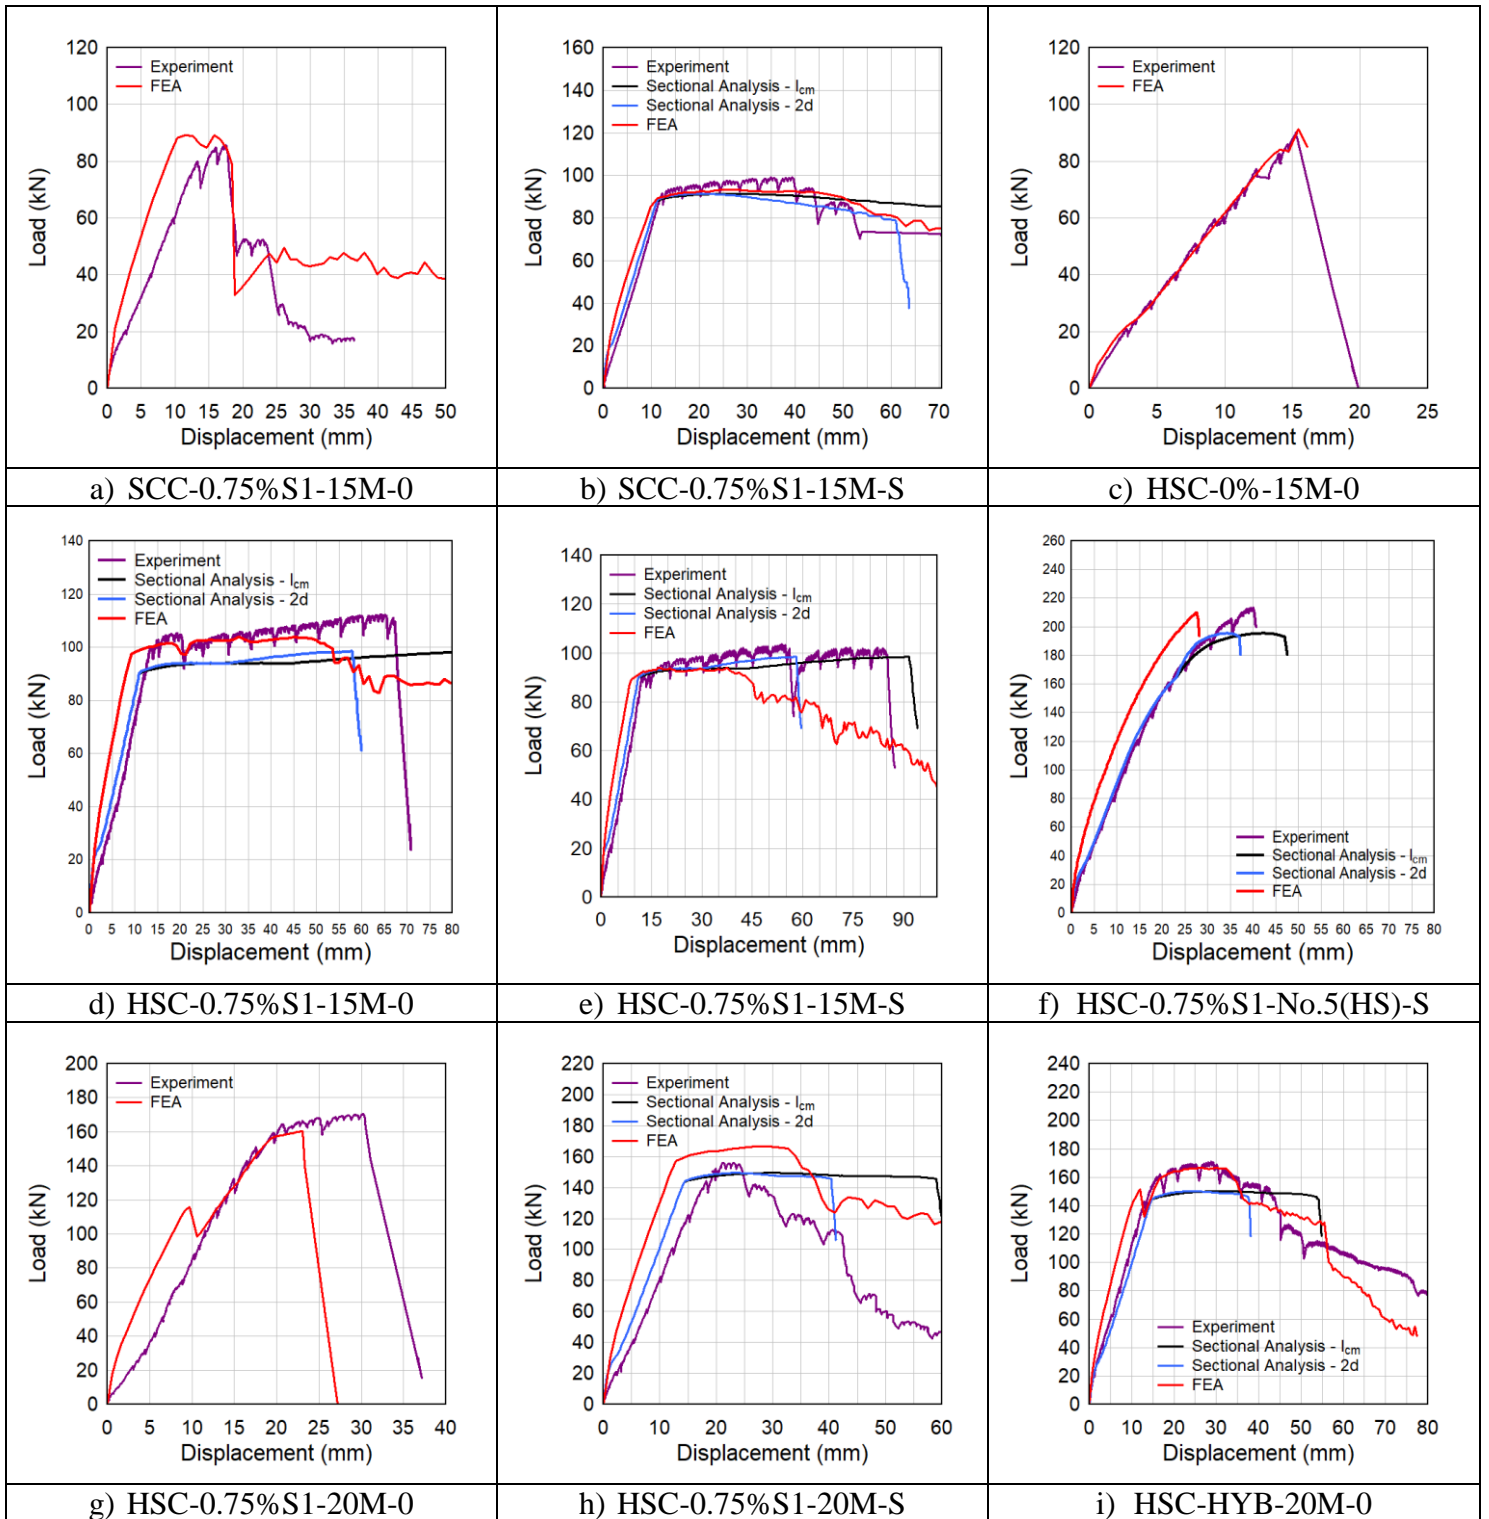 120
100
80
60
40
20
0
Load (kN)
Experiment
FEA
0 5 10 15 20 25 30 35 40 45 50
Displacement (mm)
160
140
120
100
80
60
40
20
0
Load (kN)
Experiment
Sectional Analysis - lcm
Sectional Analysis - 2d
FEA
0 10 20 30 40 50 60 70
Displacement (mm)
120
100
80
60
40
20
0
Load (kN)
Experiment
FEA
0 5 10 15 20 25
Displacement (mm)
a) SCC-0.75%S1-15M-0
b) SCC-0.75%S1-15M-S
c) HSC-0%-15M-0
140
120
100
80
60
40
20
0
Load (kN)
Experiment
Sectional Analysis - lcm
Sectional Analysis - 2d
FEA
0 5 10 15 20 25 30 35 40 45 50 55 60 65 70 75 80
Displacement (mm)
140
120
100
80
60
40
20
0
Load (kN)
Experiment
Sectional Analysis - lcm
Sectional Analysis - 2d
FEA
0 15 30 45 60 75 90
Displacement (mm)
260
240
220
200
180
160
140
120
100
80
60
40
20
0
Load (kN)
Experiment
Sectional Analysis - lcm
Sectional Analysis - 2d
FEA
0 5 10 15 20 25 30 35 40 45 50 55 60 65 70 75 80
Displacement (mm)
d) HSC-0.75%S1-15M-0
e) HSC-0.75%S1-15M-S
f) HSC-0.75%S1-No.5(HS)-S
200
180
160
140
120
100
80
60
40
20
0
Load (kN)
Experiment
FEA
0 5 10 15 20 25 30 35 40
Displacement (mm)
220
200
180
160
140
120
100
80
60
40
20
0
Load (kN)
Experiment
Sectional Analysis - lcm
Sectional Analysis - 2d
FEA
0 10 20 30 40 50 60
Displacement (mm)
240
220
200
180
160
140
120
100
80
60
40
20
0
Load (kN)
Experiment
Sectional Analysis - lcm
Sectional Analysis - 2d
FEA
0 10 20 30 40 50 60 70 80
Displacement (mm)
g) HSC-0.75%S1-20M-0
h) HSC-0.75%S1-20M-S
i) HSC-HYB-20M-0